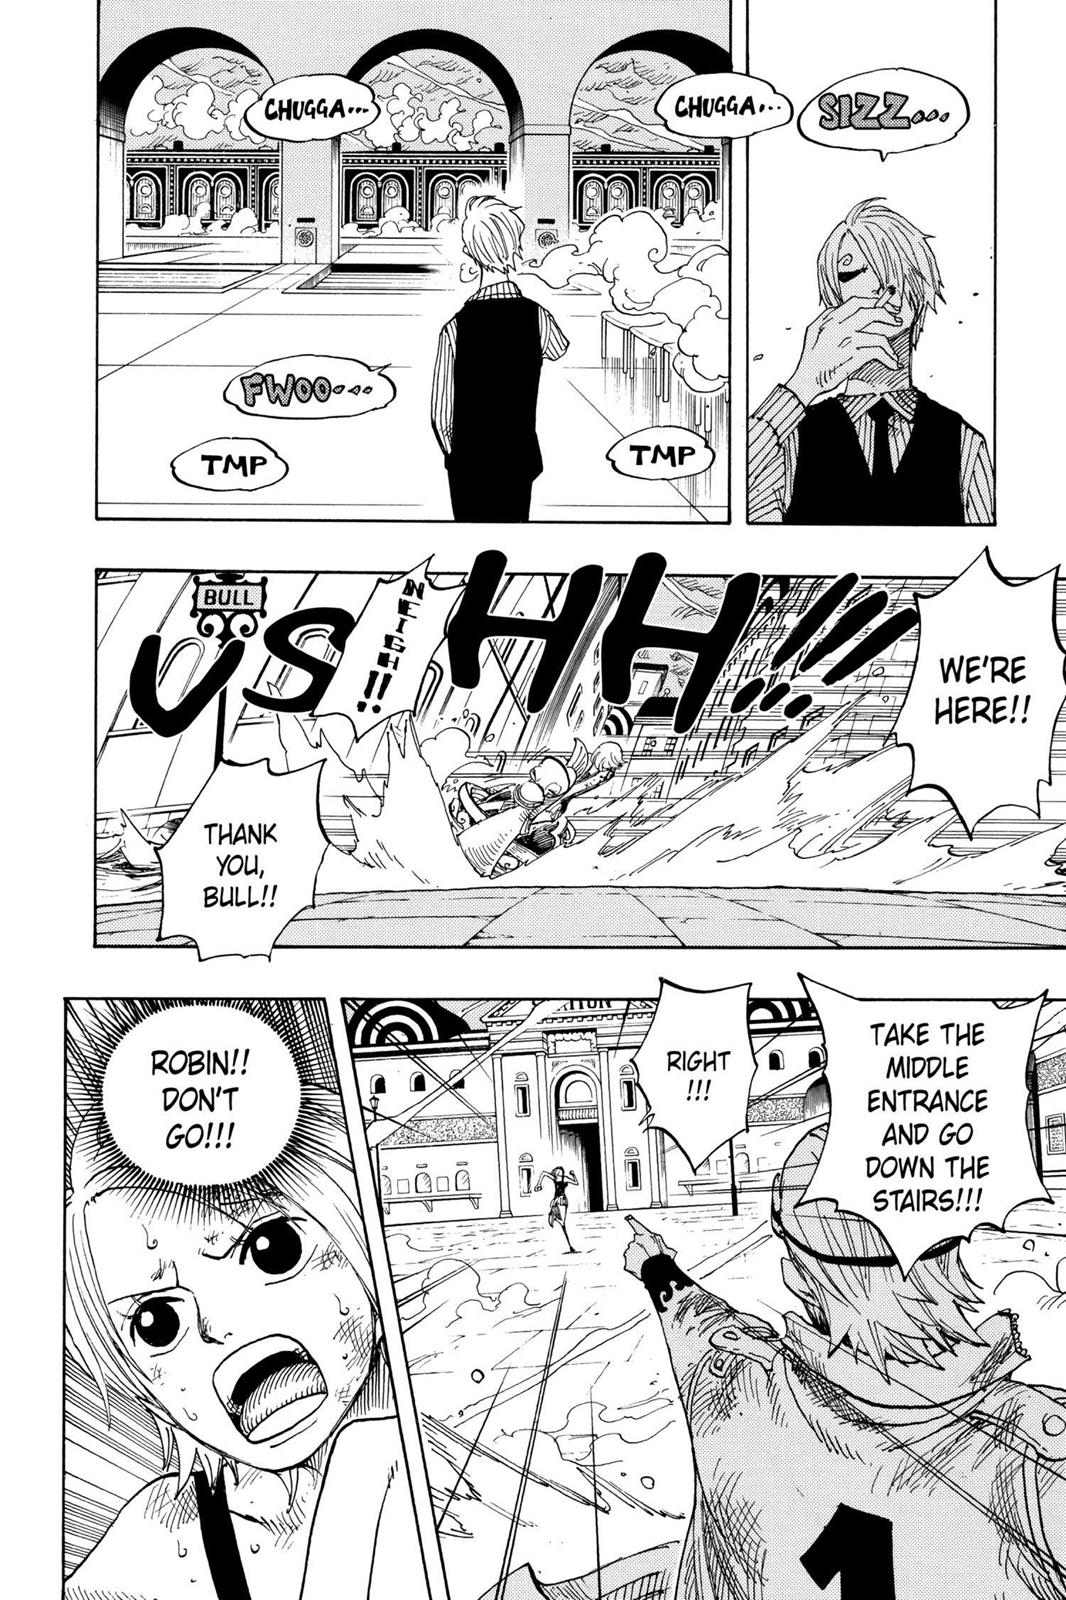 CHUGGA...
CHUGGA...
SIZZ...
FWOO...
TMP
TMP
BULL
NEIGH!!
USHHHH!!!!
WE'RE
HERE!!
THANK
YOU,
BULL!!
ROBIN!!
DON'T
GO!!!
RIGHT
!!!
TAKE THE
MIDDLE
ENTRANCE
AND GO
DOWN THE
STAIRS!!!
1